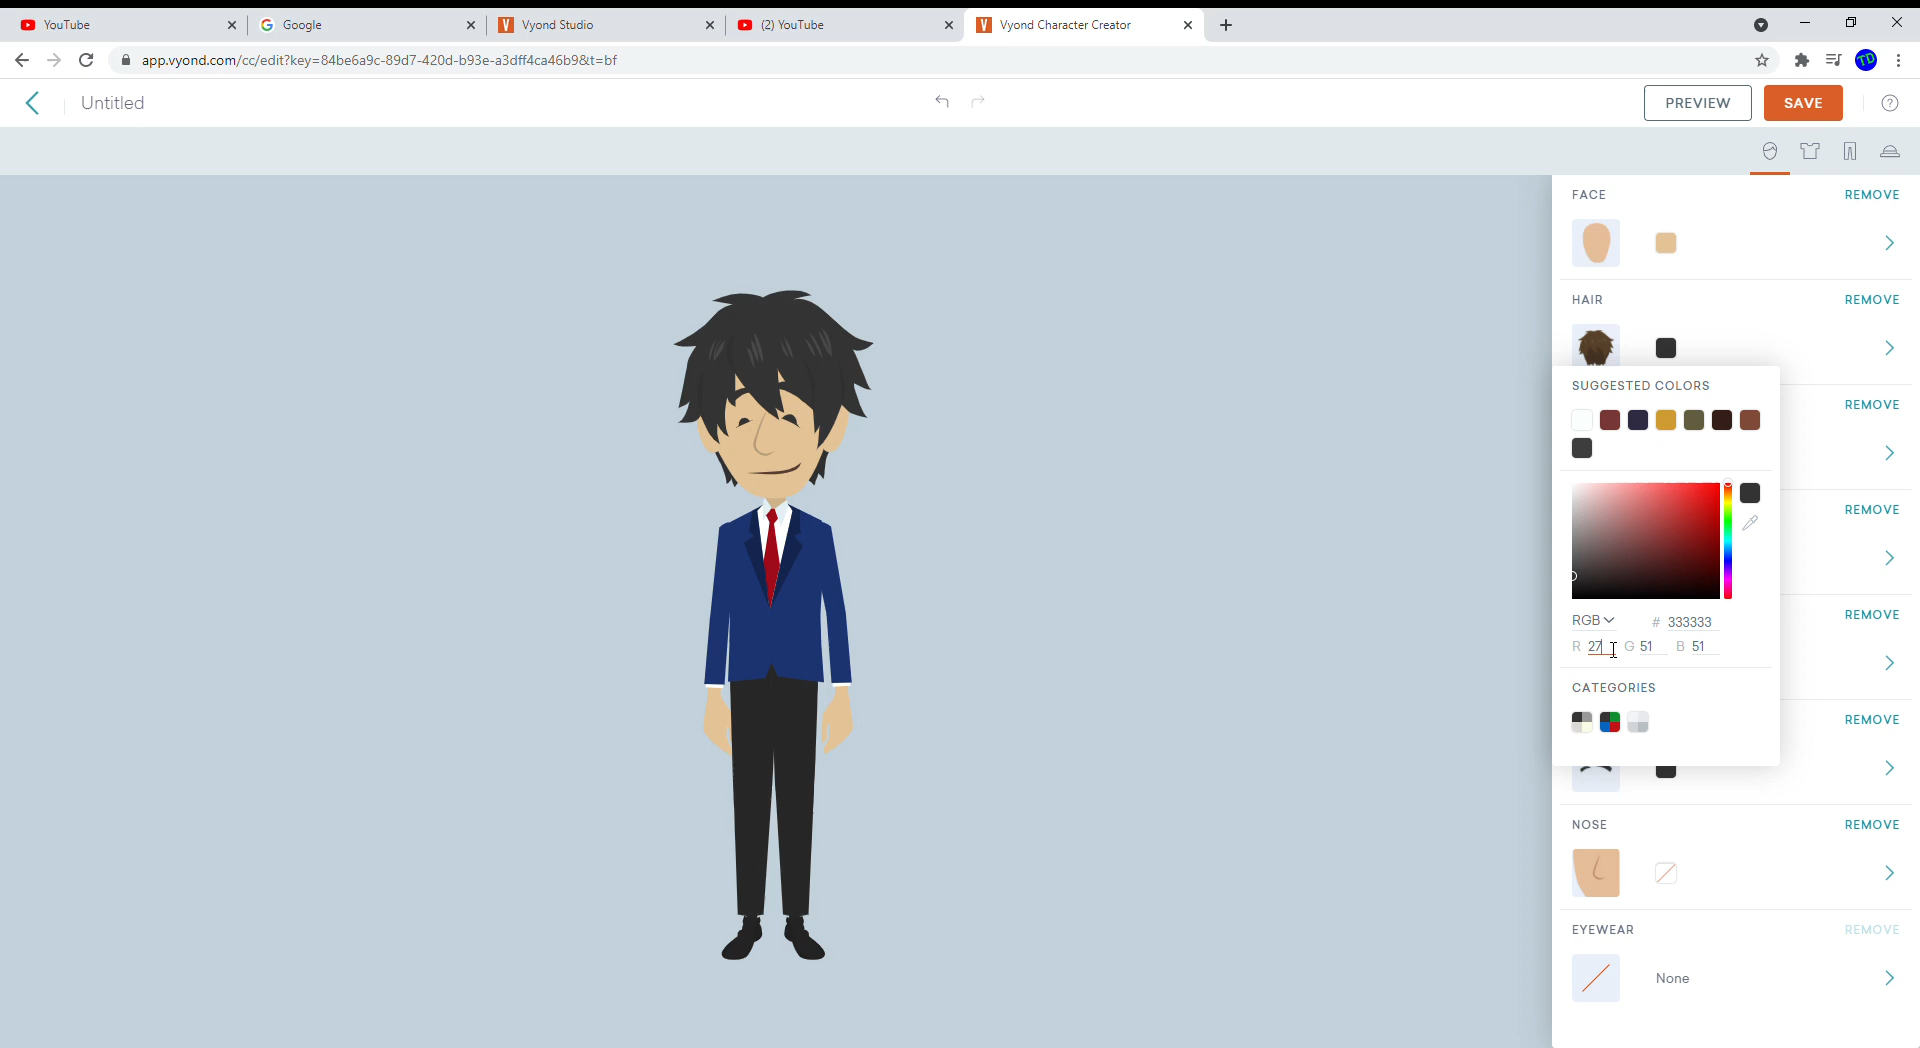 YouTube
Google
Vyond Studio
(2) YouTube
Vyond Character Creator
app.vyond.com/cc/edit?key=84be6a9c-89d7-420d-b93e-a3dff4ca46b9&t=bf
TD
Untitled
PREVIEW
SAVE
FACE REMOVE
HAIR REMOVE
SUGGESTED COLORS
REMOVE
REMOVE
REMOVE
RGB # 333333
R 27 G 51 B 51
CATEGORIES
REMOVE
NOSE REMOVE
EYEWEAR REMOVE
None